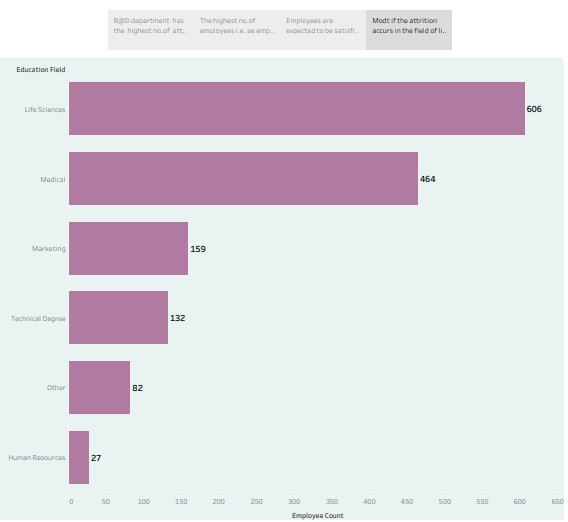 R@D dapartment has
the highest no.of att..
The highest no.of
emoloyees i.e. ae emp..
Employees are
expected to be satisfi..
Modt if the attrition
accurs in the field of li..
Education Field
Life Sciences
606
Medical
464
Marketing
159
Technical Degree
132
Other
82
Human Resources
27
0 50 100 150 200 250 300 350 400 450 500 550 600 650
Employee Count